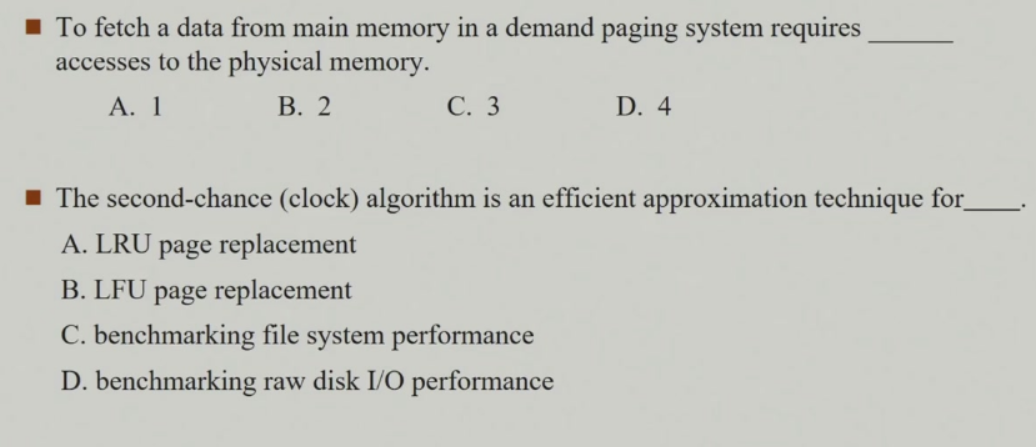 ■ To fetch a data from main memory in a demand paging system requires ______
accesses to the physical memory.
A. 1 B. 2 C. 3 D. 4
■ The second-chance (clock) algorithm is an efficient approximation technique for____.
A. LRU page replacement
B. LFU page replacement
C. benchmarking file system performance
D. benchmarking raw disk I/O performance